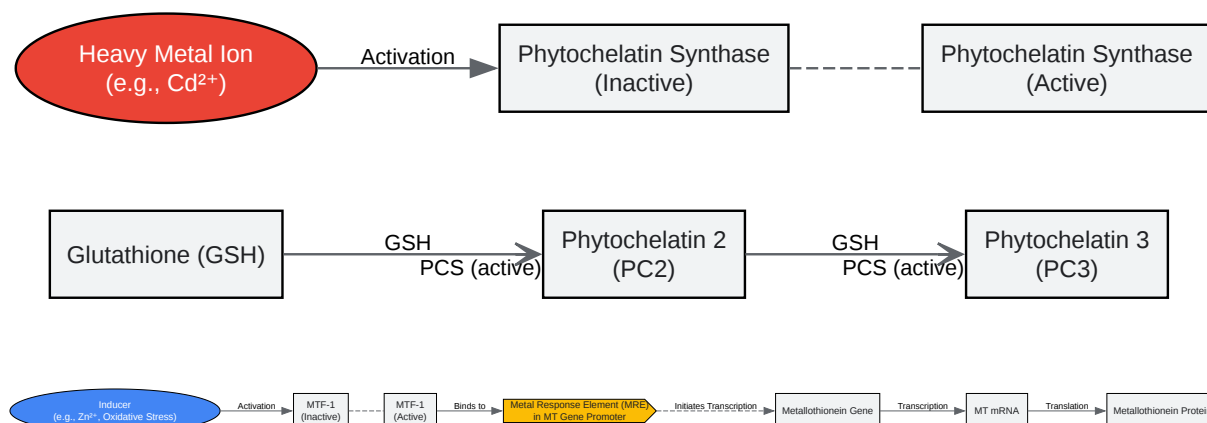 Heavy Metal Ion
(e.g., Cd²⁺)
Activation
Phytochelatin Synthase
(Inactive)
Phytochelatin Synthase
(Active)
Glutathione (GSH)
GSH
PCS (active)
Phytochelatin 2
(PC2)
GSH
PCS (active)
Phytochelatin 3
(PC3)
Inducer
(e.g., Zn²⁺, Oxidative Stress)
Activation
MTF-1
(Inactive)
MTF-1
(Active)
Binds to
Metal Response Element (MRE)
in MT Gene Promoter
Initiates Transcription
Metallothionein Gene
Transcription
MT mRNA
Translation
Metallothionein Protein